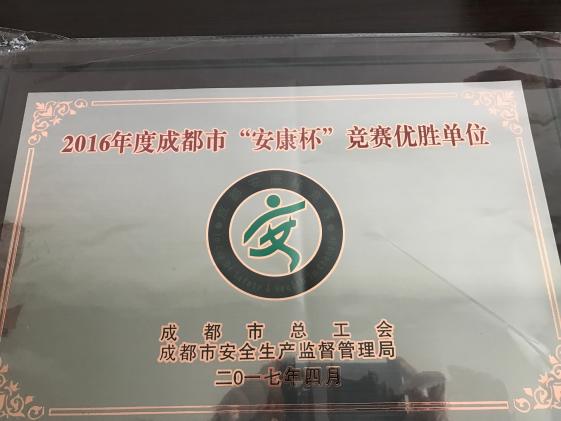 2016年度成都市“安康杯”竞赛优胜单位
成都市总工会
成都市安全生产监督管理局
二〇一七年四月